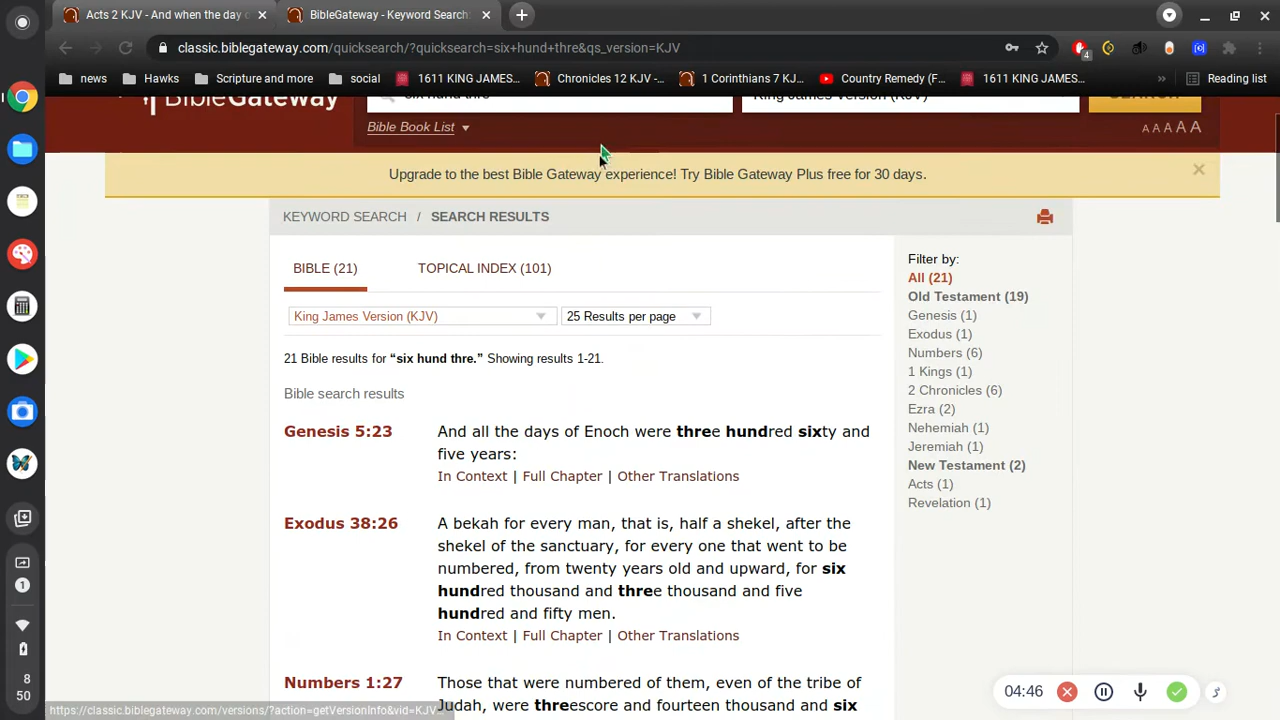 Acts 2 KJV - And when the day o
BibleGateway - Keyword Search:
classic.biblegateway.com/quicksearch/?quicksearch=six+hund+thre&qs_version=KJV
4
news
Hawks
Scripture and more
social
1611 KING JAMES...
Chronicles 12 KJV -...
1 Corinthians 7 KJ...
Country Remedy (F...
1611 KING JAMES...
»
Reading list
BibleGateway
six hund thre
King James Version (KJV)
SEARCH
Bible Book List
A A A A A
Upgrade to the best Bible Gateway experience! Try Bible Gateway Plus free for 30 days.
KEYWORD SEARCH / SEARCH RESULTS
BIBLE (21)
TOPICAL INDEX (101)
King James Version (KJV)
25 Results per page
21 Bible results for “six hund thre.” Showing results 1-21.
Bible search results
Genesis 5:23
And all the days of Enoch were three hundred sixty and
five years:
In Context | Full Chapter | Other Translations
Exodus 38:26
A bekah for every man, that is, half a shekel, after the
shekel of the sanctuary, for every one that went to be
numbered, from twenty years old and upward, for six
hundred thousand and three thousand and five
hundred and fifty men.
In Context | Full Chapter | Other Translations
Numbers 1:27
Those that were numbered of them, even of the tribe of
Judah, were threescore and fourteen thousand and six
Filter by:
All (21)
Old Testament (19)
Genesis (1)
Exodus (1)
Numbers (6)
1 Kings (1)
2 Chronicles (6)
Ezra (2)
Nehemiah (1)
Jeremiah (1)
New Testament (2)
Acts (1)
Revelation (1)
1
8
50
https://classic.biblegateway.com/versions/?action=getVersionInfo&vid=KJV...
04:46